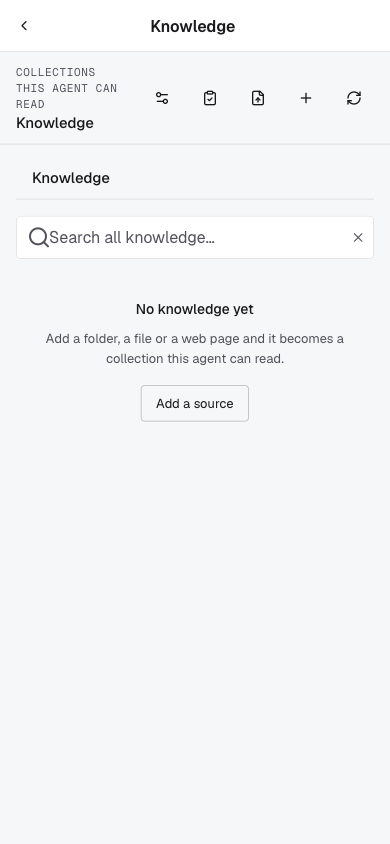 Knowledge
COLLECTIONS
THIS AGENT CAN
READ
Knowledge
Knowledge
Search all knowledge…
No knowledge yet
Add a folder, a file or a web page and it becomes a
collection this agent can read.
Add a source